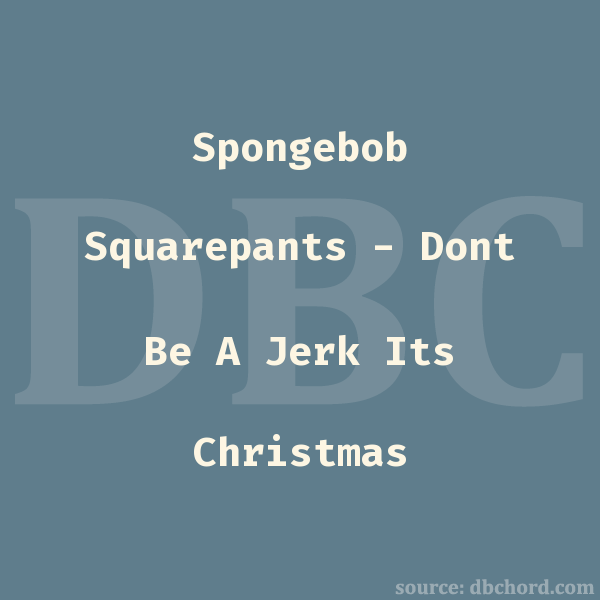 Spongebob
Squarepants - Dont
Be A Jerk Its
Christmas
DBC
source: dbchord.com